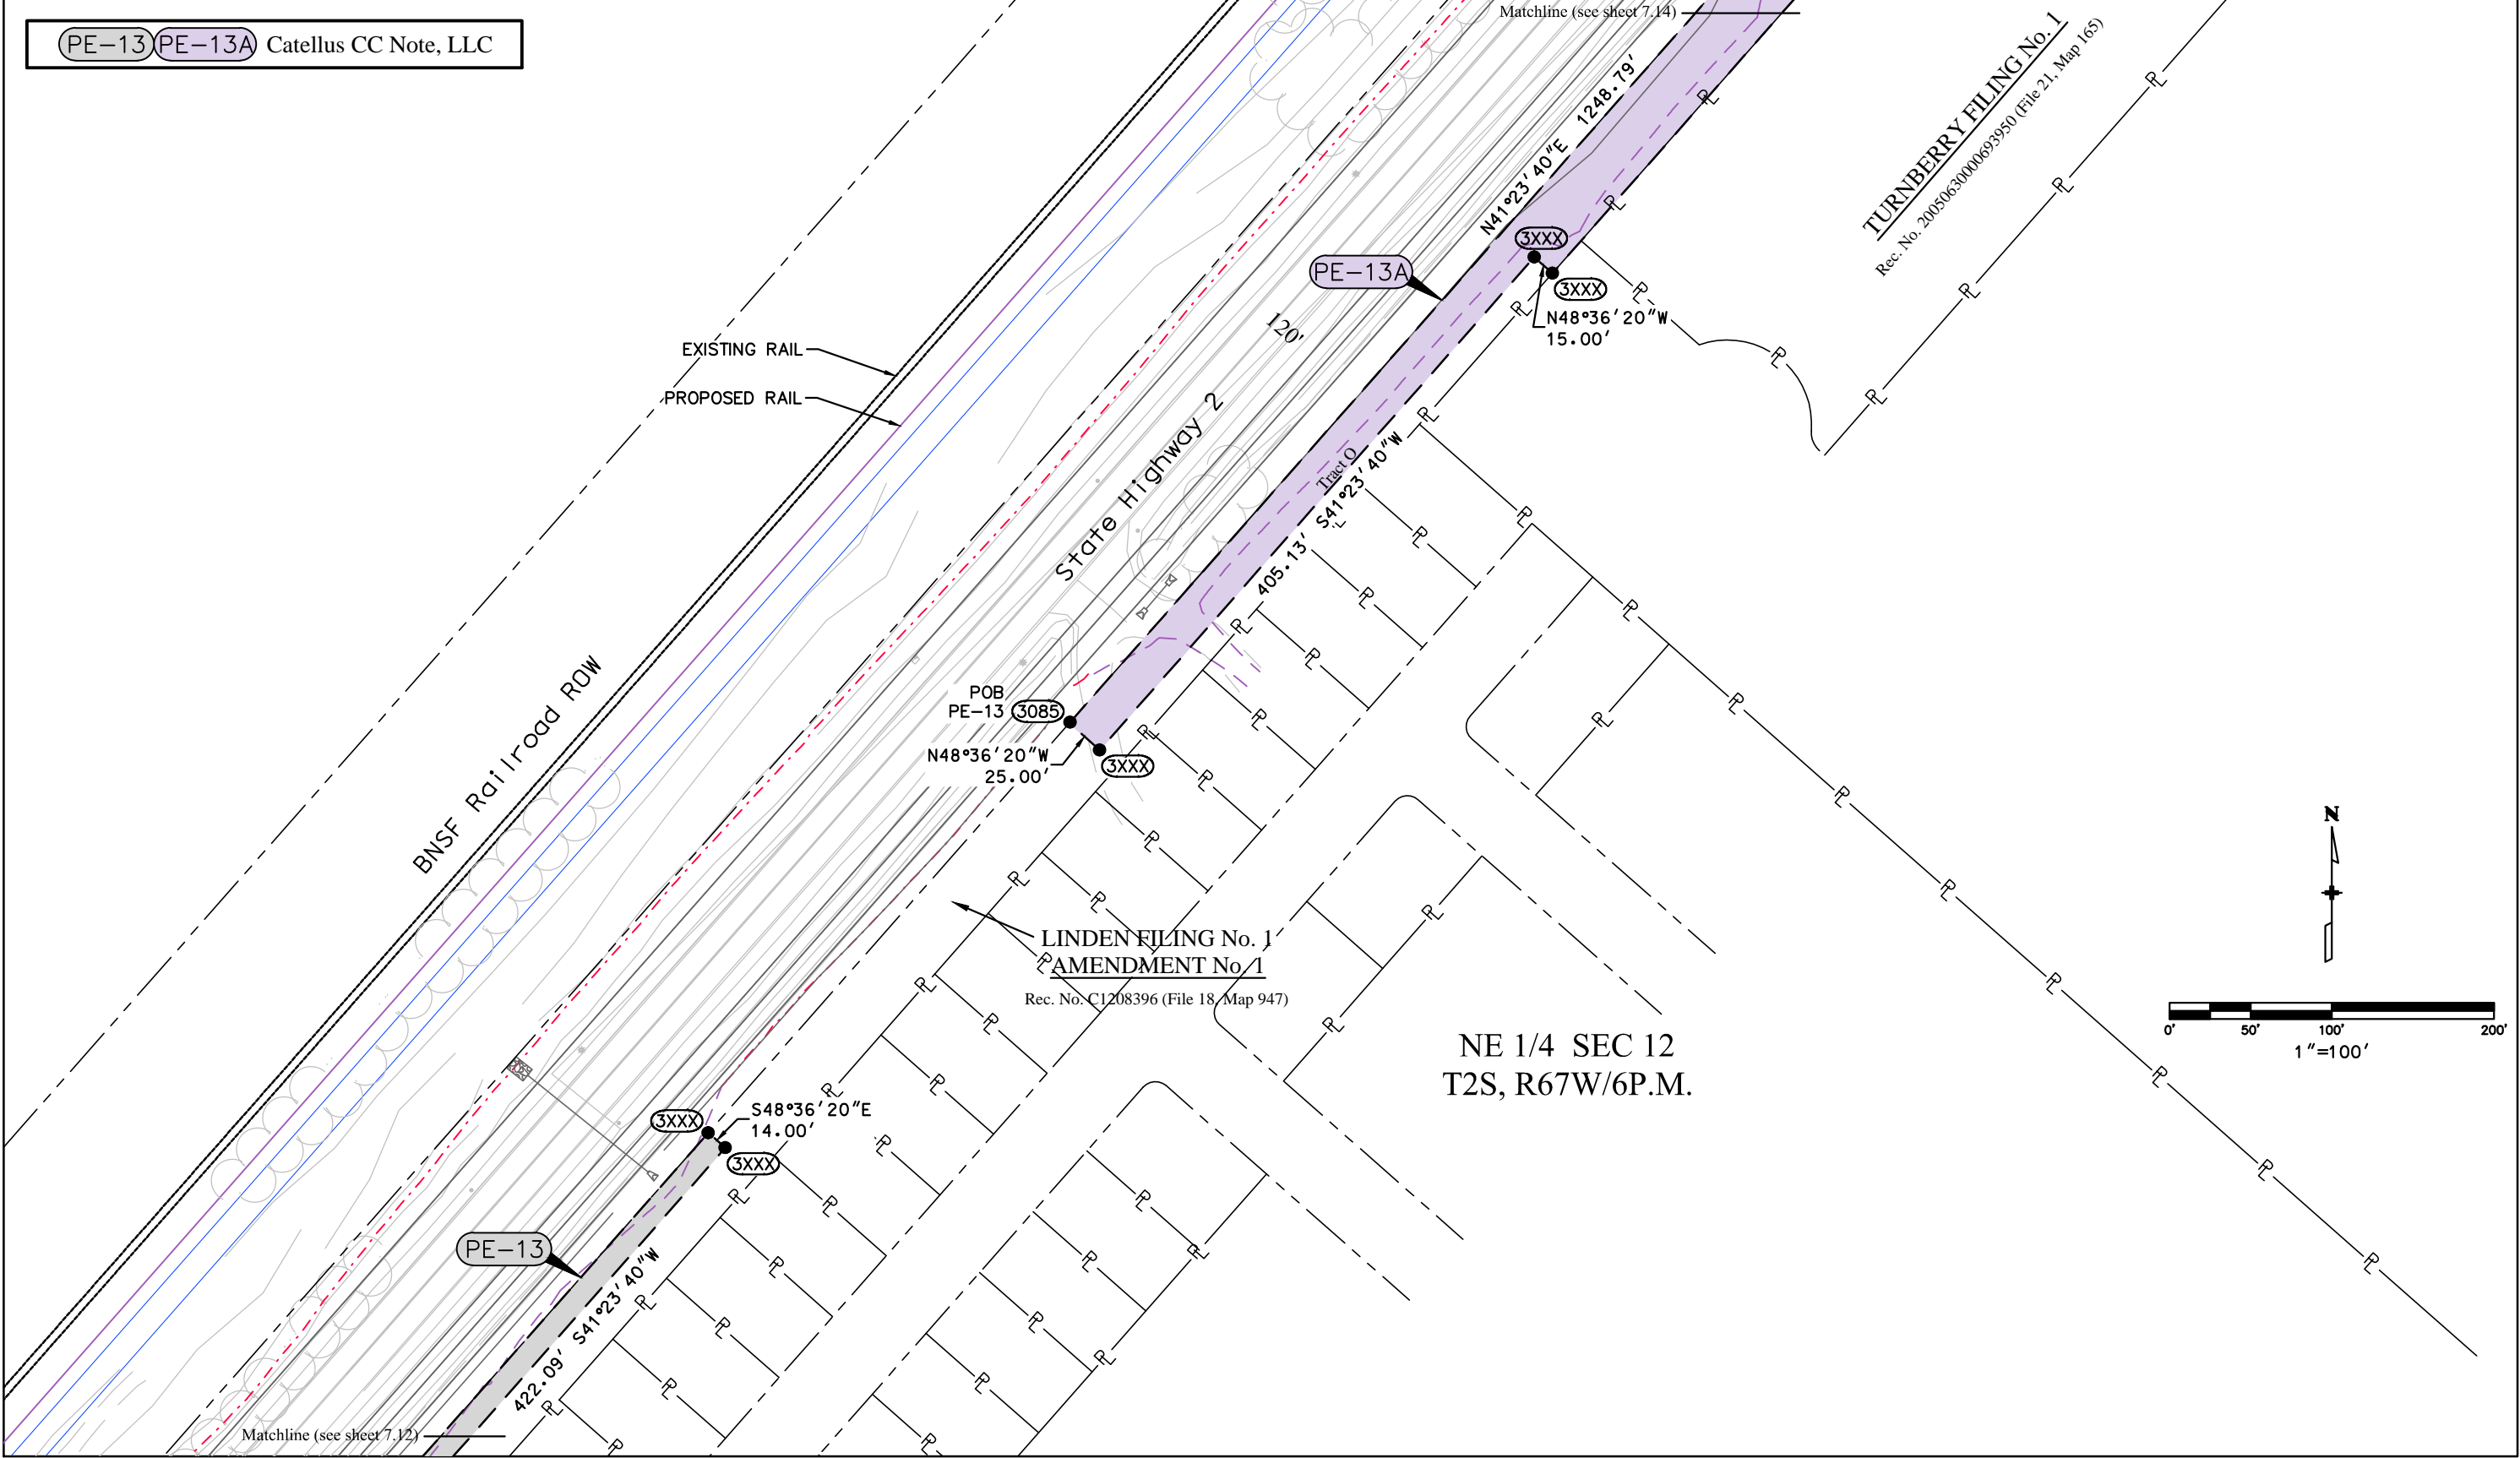 PE-13 PE-13A Catellus CC Note, LLC
Matchline (see sheet 7.14)
TURNBERRY FILING No. 1
Rec. No. 2005063000693950 (File 21, Map 165)
N41°23'40"E 1248.79'
3XXX
PE-13A
3XXX
N48°36'20"W
15.00'
120'
EXISTING RAIL
PROPOSED RAIL
State Highway 2
Tract O
405.13' S41°23'40"W
BNSF Railroad ROW
POB
PE-13 3085
N48°36'20"W
25.00'
3XXX
N
LINDEN FILING No. 1
AMENDMENT No. 1
Rec. No. C1208396 (File 18, Map 947)
0' 50' 100' 200'
1"=100'
NE 1/4 SEC 12
T2S, R67W/6P.M.
3XXX
S48°36'20"E
14.00'
3XXX
PE-13
422.09' S41°23'40"W
Matchline (see sheet 7.12)